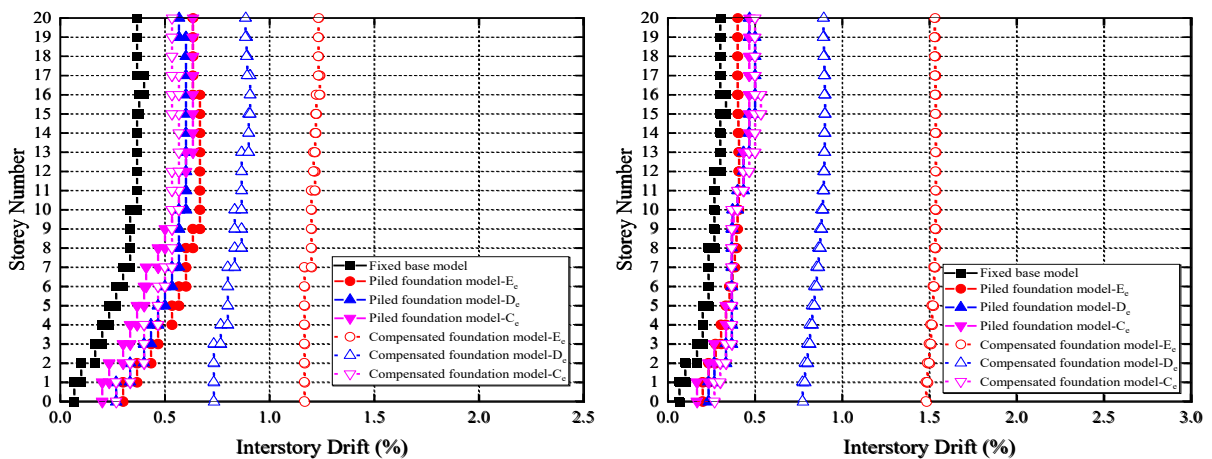 20
19
18
17
16
15
14
13
12
11
10
9
8
7
6
5
4
3
2
1
0
Storey Number
0.0 0.5 1.0 1.5 2.0 2.5
Interstory Drift (%)
Fixed base model
Piled foundation model-Ee
Piled foundation model-De
Piled foundation model-Ce
Compensated foundation model-Ee
Compensated foundation model-De
Compensated foundation model-Ce
20
19
18
17
16
15
14
13
12
11
10
9
8
7
6
5
4
3
2
1
0
Storey Number
0.0 0.5 1.0 1.5 2.0 2.5 3.0
Interstory Drift (%)
Fixed base model
Piled foundation model-Ee
Piled foundation model-De
Piled foundation model-Ce
Compensated foundation model-Ee
Compensated foundation model-De
Compensated foundation model-Ce